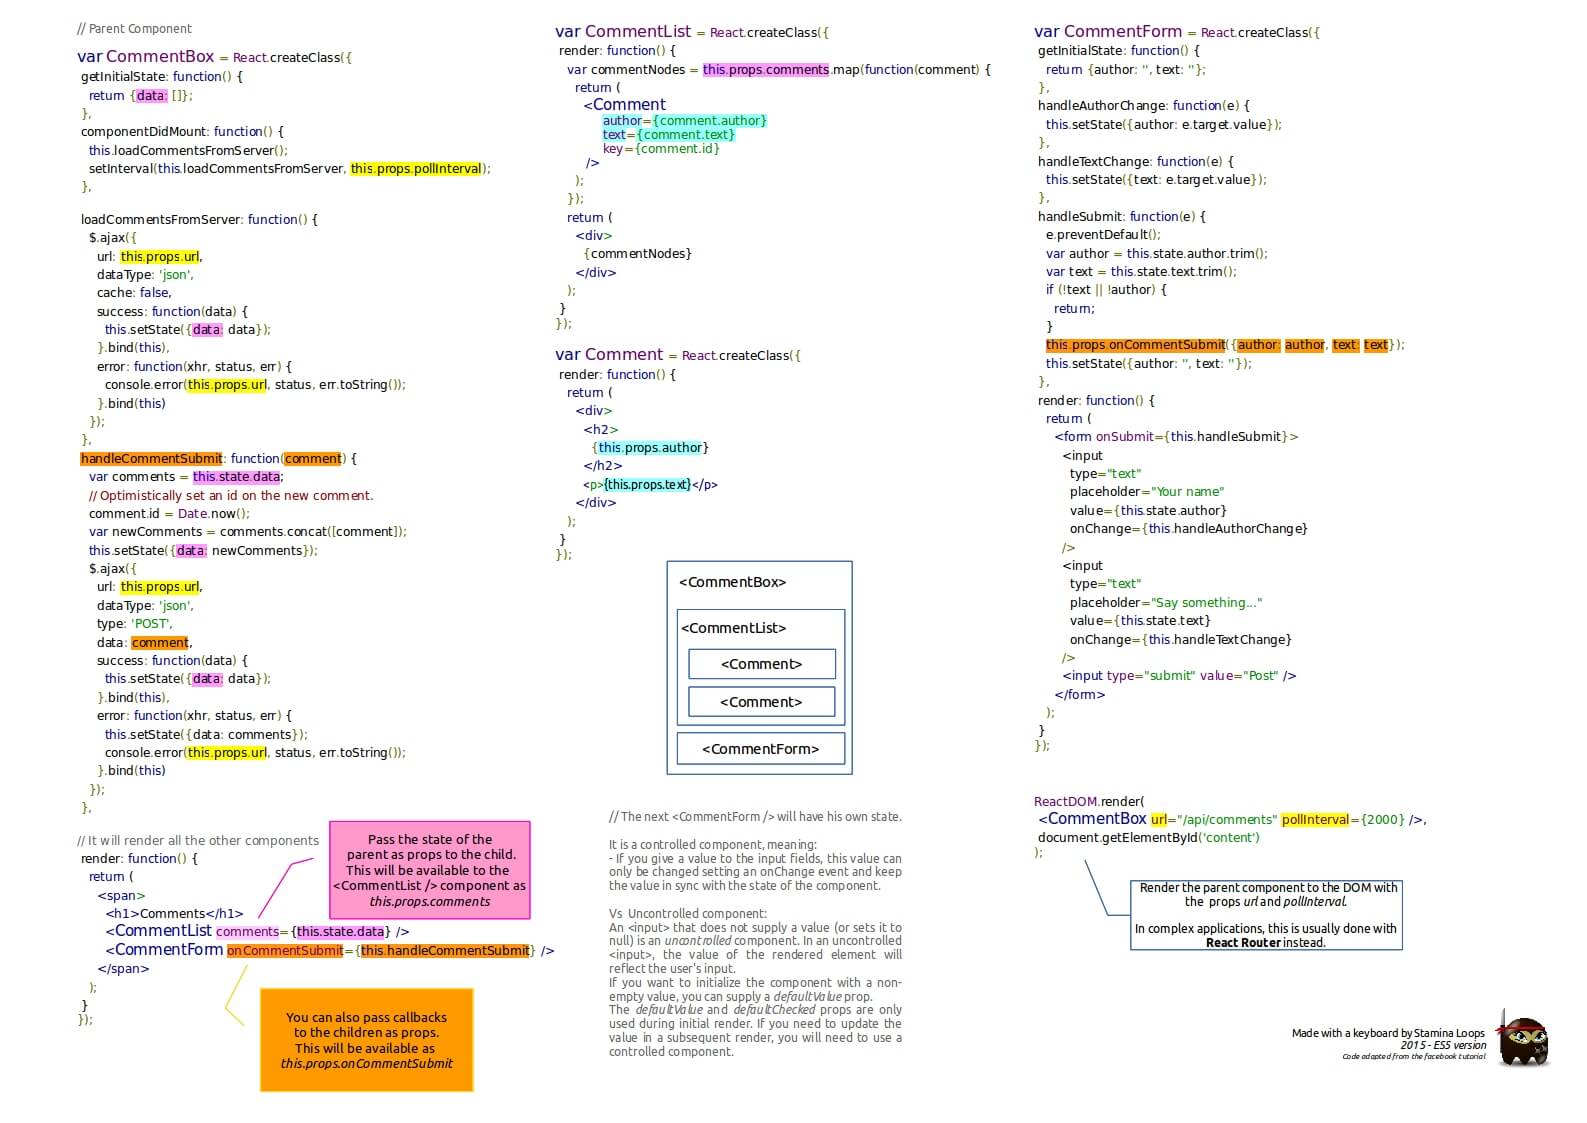 // Parent Component
var CommentBox = React.createClass({
getInitialState: function() {
return {data: []};
},
componentDidMount: function() {
this.loadCommentsFromServer();
setInterval(this.loadCommentsFromServer, this.props.pollInterval);
},
loadCommentsFromServer: function() {
$.ajax({
url: this.props.url,
dataType: 'json',
cache: false,
success: function(data) {
this.setState({data: data});
}.bind(this),
error: function(xhr, status, err) {
console.error(this.props.url, status, err.toString());
}.bind(this)
});
},
handleCommentSubmit: function(comment) {
var comments = this.state.data;
// Optimistically set an id on the new comment.
comment.id = Date.now();
var newComments = comments.concat([comment]);
this.setState({data: newComments});
$.ajax({
url: this.props.url,
dataType: 'json',
type: 'POST',
data: comment,
success: function(data) {
this.setState({data: data});
}.bind(this),
error: function(xhr, status, err) {
this.setState({data: comments});
console.error(this.props.url, status, err.toString());
}.bind(this)
});
},
// It will render all the other components
render: function() {
return (
<span>
<h1>Comments</h1>
<CommentList comments={this.state.data} />
<CommentForm onCommentSubmit={this.handleCommentSubmit} />
</span>
);
}
});
Pass the state of the
parent as props to the child.
This will be available to the
<CommentList /> component as
this.props.comments
You can also pass callbacks
to the children as props.
This will be available as
this.props.onCommentSubmit
var CommentList = React.createClass({
render: function() {
var commentNodes = this.props.comments.map(function(comment) {
return (
<Comment
author={comment.author}
text={comment.text}
key={comment.id}
/>
);
});
return (
<div>
{commentNodes}
</div>
);
}
});
var Comment = React.createClass({
render: function() {
return (
<div>
<h2>
{this.props.author}
</h2>
<p>{this.props.text}</p>
</div>
);
}
});
<CommentBox>
<CommentList>
<Comment>
<Comment>
<CommentForm>
// The next <CommentForm /> will have his own state.
It is a controlled component, meaning:
- If you give a value to the input fields, this value can
only be changed setting an onChange event and keep
the value in sync with the state of the component.
Vs Uncontrolled component:
An <input> that does not supply a value (or sets it to
null) is an uncontrolled component. In an uncontrolled
<input>, the value of the rendered element will
reflect the user's input.
If you want to initialize the component with a non-
empty value, you can supply a defaultValue prop.
The defaultValue and defaultChecked props are only
used during initial render. If you need to update the
value in a subsequent render, you will need to use a
controlled component.
var CommentForm = React.createClass({
getInitialState: function() {
return {author: '', text: ''};
},
handleAuthorChange: function(e) {
this.setState({author: e.target.value});
},
handleTextChange: function(e) {
this.setState({text: e.target.value});
},
handleSubmit: function(e) {
e.preventDefault();
var author = this.state.author.trim();
var text = this.state.text.trim();
if (!text || !author) {
return;
}
this.props.onCommentSubmit({author: author, text: text});
this.setState({author: '', text: ''});
},
render: function() {
return (
<form onSubmit={this.handleSubmit}>
<input
type="text"
placeholder="Your name"
value={this.state.author}
onChange={this.handleAuthorChange}
/>
<input
type="text"
placeholder="Say something..."
value={this.state.text}
onChange={this.handleTextChange}
/>
<input type="submit" value="Post" />
</form>
);
}
});
ReactDOM.render(
<CommentBox url="/api/comments" pollInterval={2000} />,
document.getElementById('content')
);
Render the parent component to the DOM with
the props url and pollInterval.
In complex applications, this is usually done with
React Router instead.
Made with a keyboard by Stamina Loops
2015 - ES5 version
Code adapted from the facebook tutorial